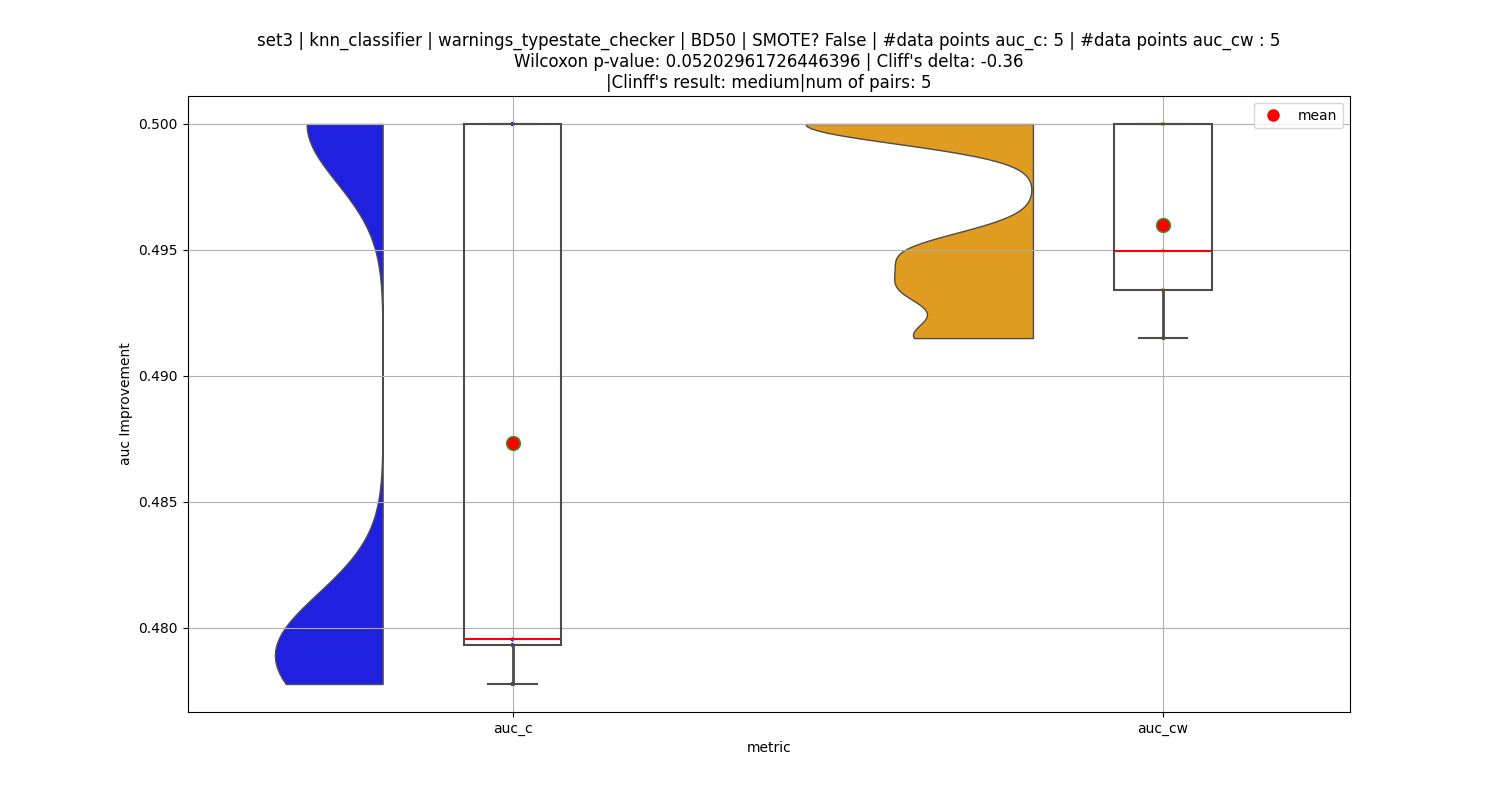 set3 | knn_classifier | warnings_typestate_checker | BD50 | SMOTE? False | #data points auc_c: 5 | #data points auc_cw : 5
Wilcoxon p-value: 0.05202961726446396 | Cliff's delta: -0.36
|Clinff's result: medium|num of pairs: 5
mean
0.500
0.495
0.490
0.485
0.480
auc Improvement
auc_c
auc_cw
metric